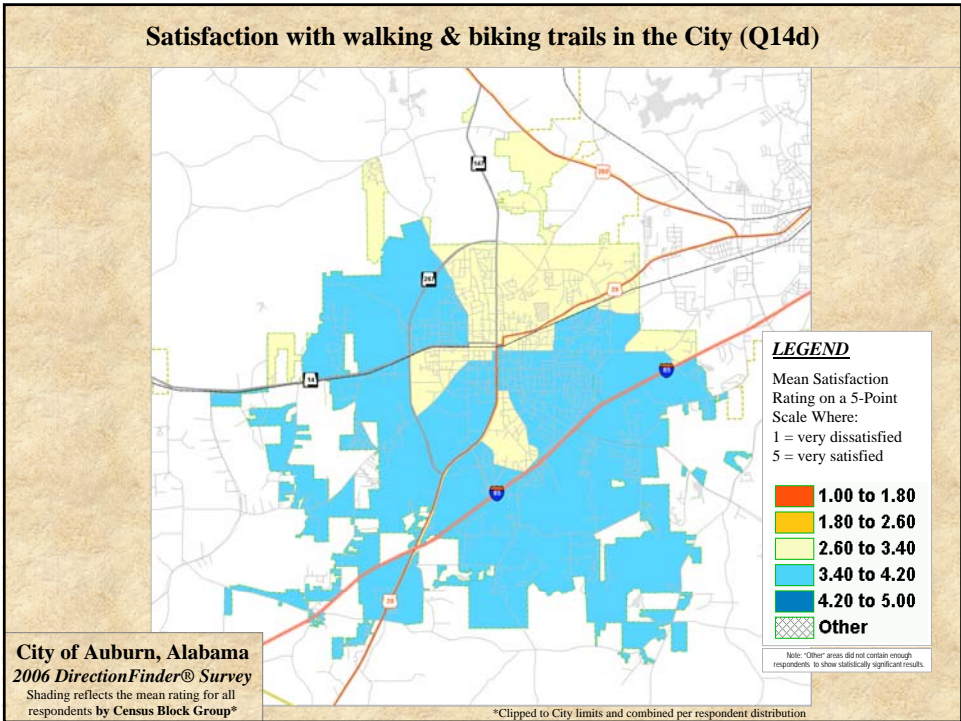 Satisfaction with walking & biking trails in the City (Q14d)
147
280
267
29
14
85
85
29
LEGEND
Mean Satisfaction
Rating on a 5-Point
Scale Where:
1 = very dissatisfied
5 = very satisfied
1.00 to 1.80
1.80 to 2.60
2.60 to 3.40
3.40 to 4.20
4.20 to 5.00
Other
Note: "Other" areas did not contain enough
respondents to show statistically significant results.
City of Auburn, Alabama
2006 DirectionFinder® Survey
Shading reflects the mean rating for all
respondents by Census Block Group*
*Clipped to City limits and combined per respondent distribution